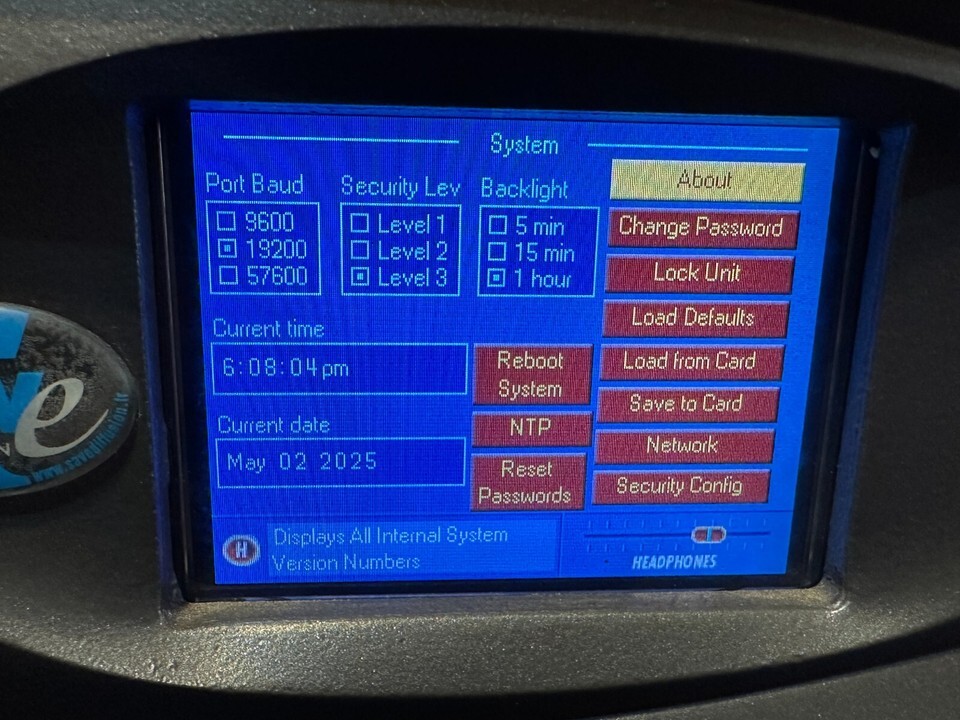 System
Port Baud
9600
19200
57600
Security Lev
Level 1
Level 2
Level 3
Backlight
5 min
15 min
1 hour
About
Change Password
Lock Unit
Load Defaults
Load from Card
Save to Card
Network
Security Config
Current time
6:08:04pm
Current date
May 02 2025
Reboot
System
NTP
Reset
Passwords
H
Displays All Internal System
Version Numbers
HEADPHONES
e